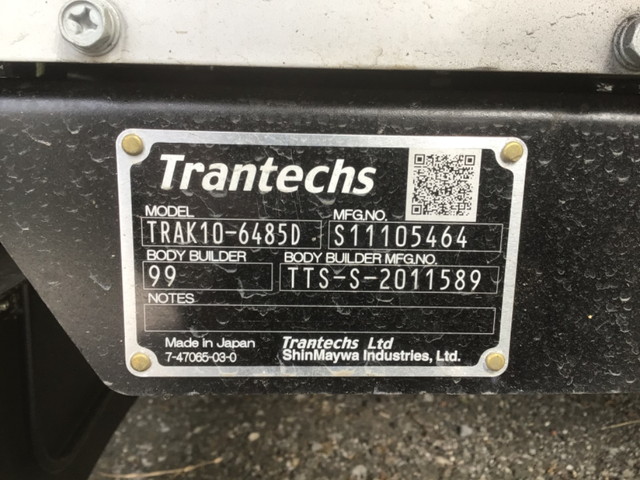 Trantechs
MODEL MFG.NO.
TRAK10-6485D S11105464
BODY BUILDER BODY BUILDER MFG.NO.
99 TTS-S-2011589
NOTES
Made in Japan Trantechs Ltd
7-47065-03-0 ShinMaywa Industries, Ltd.